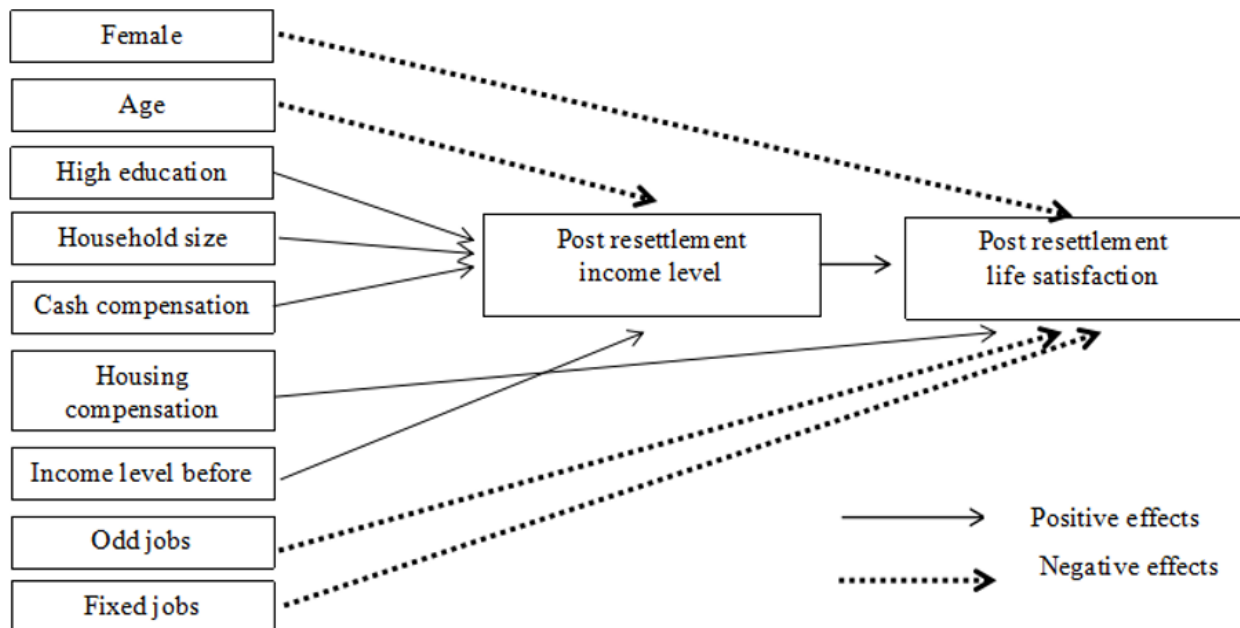 Female
Age
High education
Household size
Cash compensation
Housing
compensation
Income level before
Odd jobs
Fixed jobs
Post resettlement
income level
Post resettlement
life satisfaction
Positive effects
Negative effects